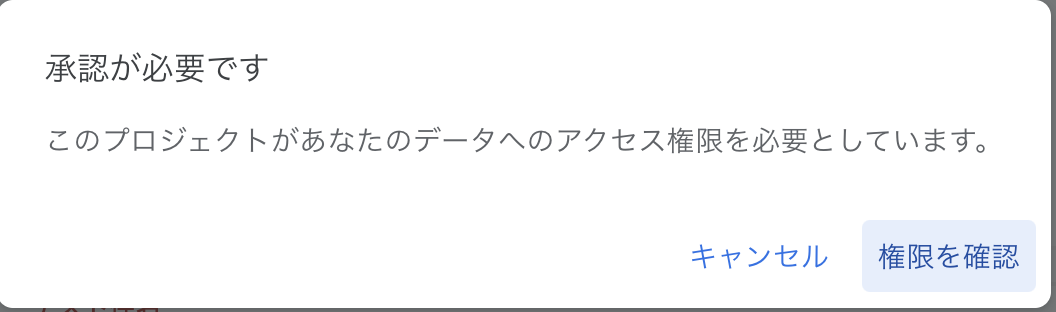 承認が必要です
このプロジェクトがあなたのデータへのアクセス権限を必要としています。
キャンセル 権限を確認